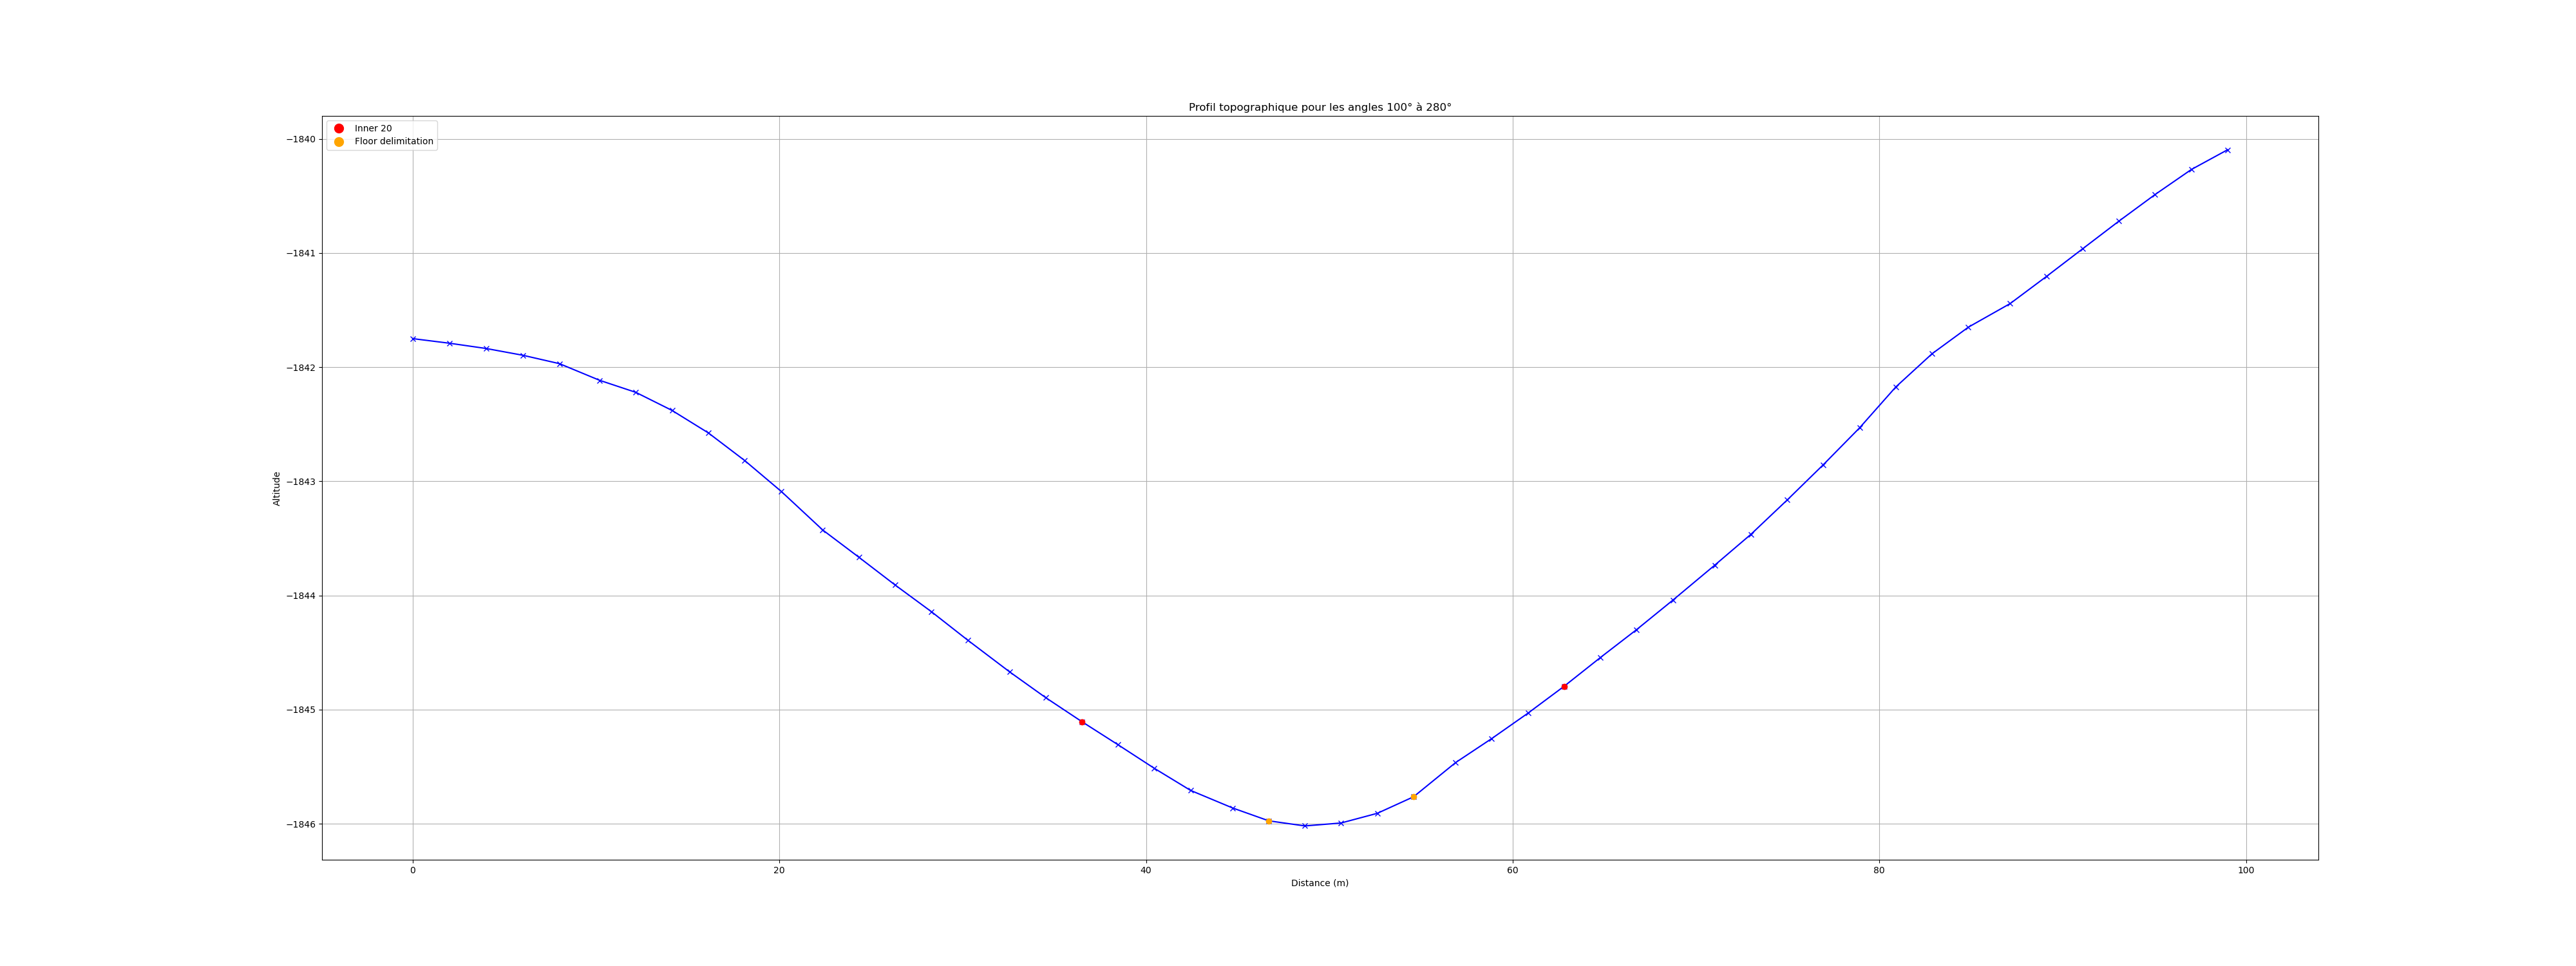 Profil topographique pour les angles 100° à 280°
Inner 20
Floor delimitation
−1840
−1841
−1842
−1843
−1844
−1845
−1846
Altitude
0 20 40 60 80 100
Distance (m)